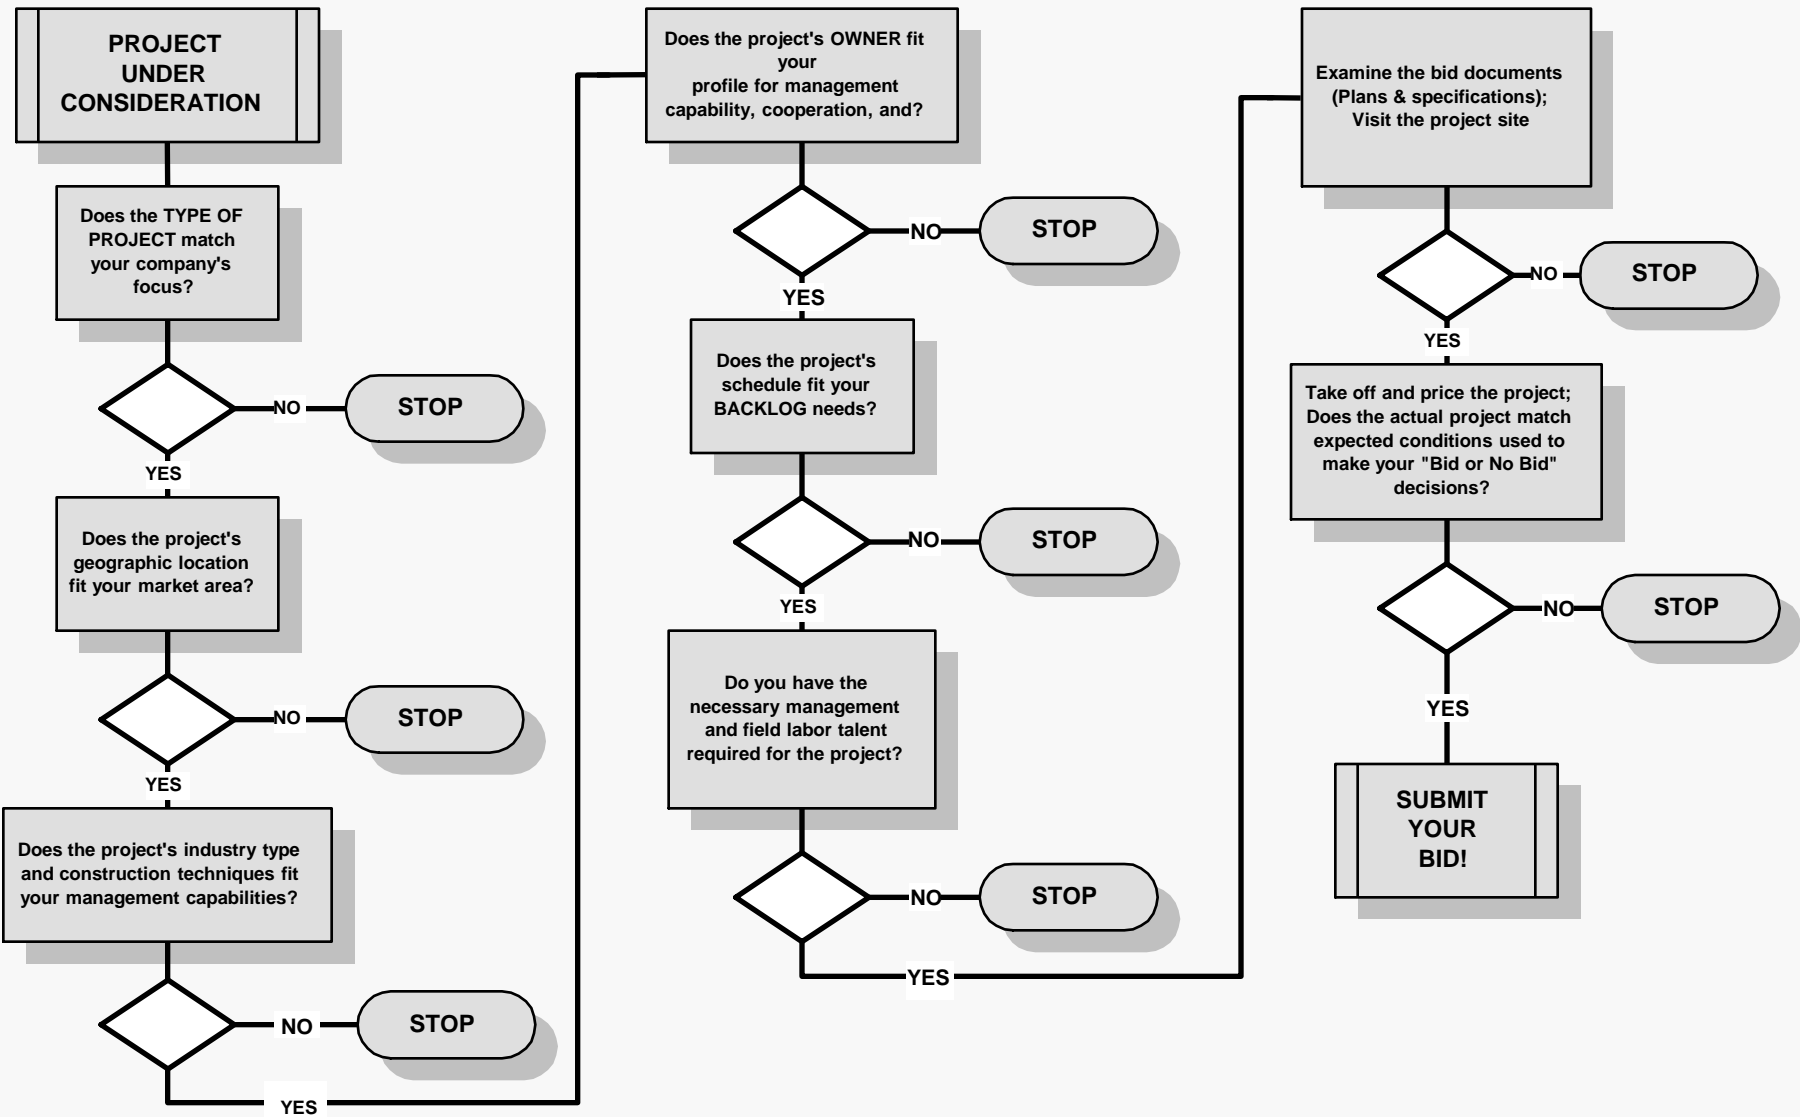 PROJECT
UNDER
CONSIDERATION
Does the TYPE OF
PROJECT match
your company's
focus?
NO
STOP
YES
Does the project's
geographic location
fit your market area?
NO
STOP
YES
Does the project's industry type
and construction techniques fit
your management capabilities?
NO
STOP
YES
Does the project's OWNER fit
your
profile for management
capability, cooperation, and?
NO
STOP
YES
Does the project's
schedule fit your
BACKLOG needs?
NO
STOP
YES
Do you have the
necessary management
and field labor talent
required for the project?
NO
STOP
YES
Examine the bid documents
(Plans & specifications);
Visit the project site
NO
STOP
YES
Take off and price the project;
Does the actual project match
expected conditions used to
make your "Bid or No Bid"
decisions?
NO
STOP
YES
SUBMIT
YOUR
BID!